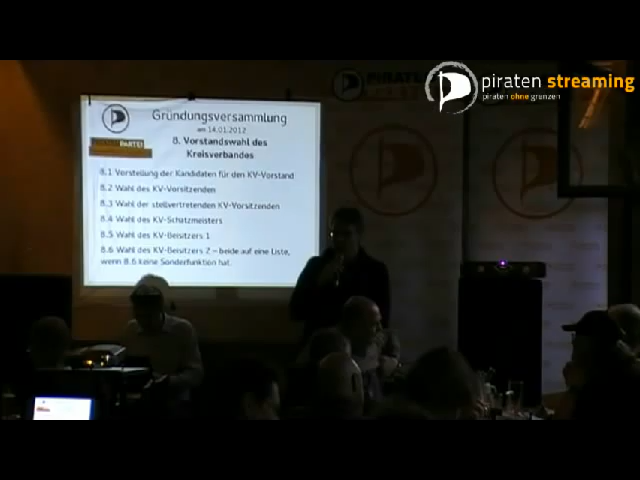 piraten streaming
piraten ohne grenzen
PIRATEN
Gründungsversammlung
am 14.01.2012
PIRATENPARTEI
8. Vorstandswahl des
Kreisverbandes
8.1 Vorstellung der Kandidaten für den KV-Vorstand
8.2 Wahl des KV-Vorsitzenden
8.3 Wahl der stellvertretenden KV-Vorsitzenden
8.4 Wahl des KV-Schatzmeisters
8.5 Wahl des KV-Beisitzers 1
8.6 Wahl des KV-Beisitzers 2 – beide auf eine Liste,
wenn 8.6 keine Sonderfunktion hat.